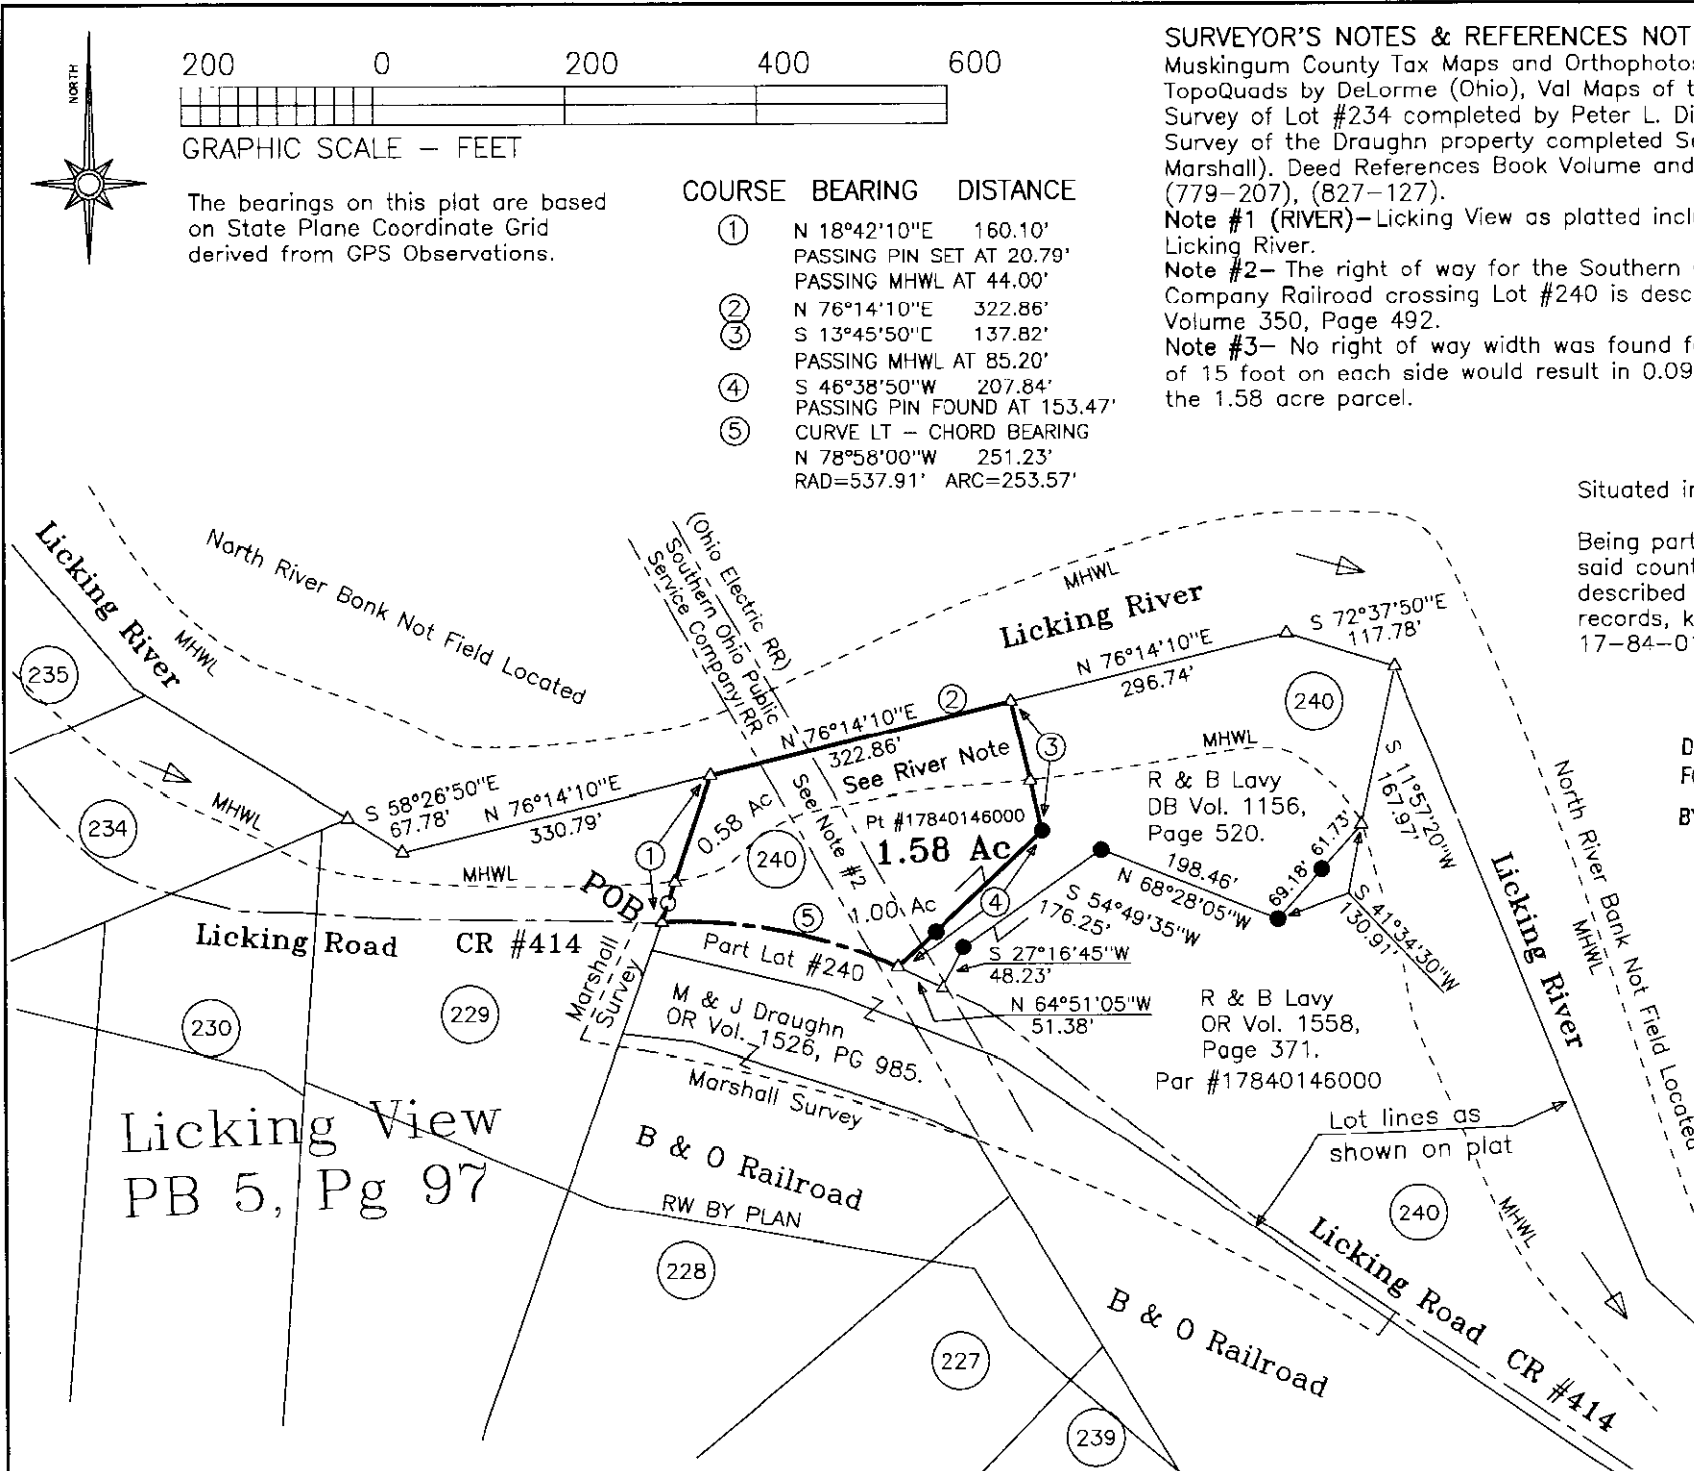 NORTH
200 0 200 400 600
GRAPHIC SCALE – FEET
The bearings on this plat are based
on State Plane Coordinate Grid
derived from GPS Observations.
COURSE BEARING DISTANCE
1 N 18°42'10"E 160.10'
PASSING PIN SET AT 20.79'
PASSING MHWL AT 44.00'
2 N 76°14'10"E 322.86'
3 S 13°45'50"E 137.82'
PASSING MHWL AT 85.20'
4 S 46°38'50"W 207.84'
PASSING PIN FOUND AT 153.47'
5 CURVE LT – CHORD BEARING
N 78°58'00"W 251.23'
RAD=537.91' ARC=253.57'
SURVEYOR'S NOTES & REFERENCES NOT
Muskingum County Tax Maps and Orthophotos
TopoQuads by DeLorme (Ohio), Val Maps of t
Survey of Lot #234 completed by Peter L. Di
Survey of the Draughn property completed S
Marshall). Deed References Book Volume and
(779-207), (827-127).
Note #1 (RIVER)-Licking View as platted incl
Licking River.
Note #2- The right of way for the Southern
Company Railroad crossing Lot #240 is desc
Volume 350, Page 492.
Note #3- No right of way width was found f
of 15 foot on each side would result in 0.09
the 1.58 acre parcel.
Situated in
Being part
said count
described
records, k
17-84-01
D
F
B
Licking River
MHWL
North River Bank Not Field Located
(Ohio Electric RR)
Southern Ohio Public
Service Company RR
MHWL
Licking River
N 76°14'10"E
296.74'
S 72°37'50"E
117.78'
235
234
MHWL
S 58°26'50"E
67.78'
N 76°14'10"E
330.79'
MHWL
N 76°14'10"E
322.86'
2
See River Note
3
240
MHWL
S 11°57'20"W
167.97'
R & B Lavy
DB Vol. 1156,
Page 520.
0.58 Ac
240
See Note #2
Pt #17840146000
1.58 Ac
1
POB
5
1.00 Ac
4
198.46'
N 68°28'05"W
S 54°49'35"W
176.25'
69.18'
61.73'
S 41°34'30"W
130.91'
S 27°16'45"W
48.23'
N 64°51'05"W
51.38'
Licking Road CR #414
Part Lot #240
Marshall
Survey
M & J Draughn
OR Vol. 1526, PG 985.
Marshall Survey
R & B Lavy
OR Vol. 1558,
Page 371.
Par #17840146000
Licking River
North River Bank Not Field Located
MHWL
230
229
Licking View
PB 5, Pg 97
B & O Railroad
RW BY PLAN
Lot lines as
shown on plat
240
MHWL
228
227
239
B & O Railroad
Licking Road CR #414